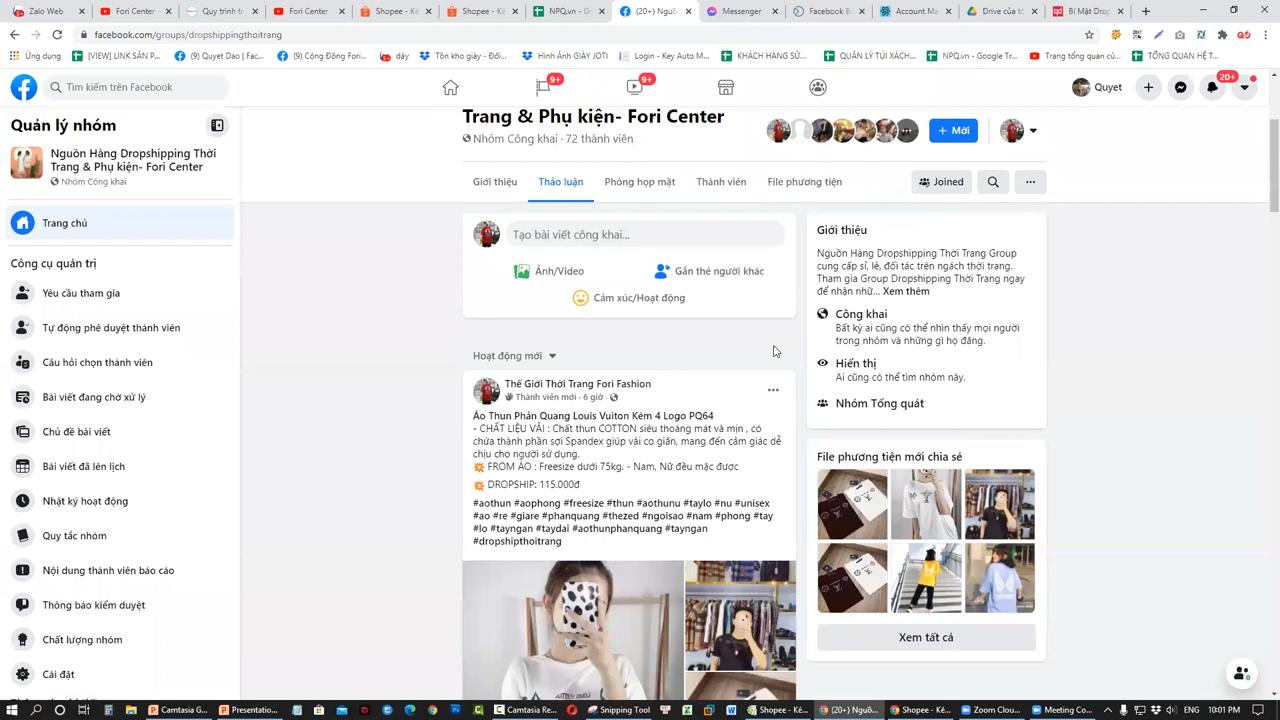 Zalo Web
Fori Center
Quy trình t
Fori Center
Shopee - Kê
Shopee - Kê
NPQ.vn - G
(20+) Nguồ
Messenger
Facebook B
Account Ma
Drive của tô
Bí Mật Drop
facebook.com/groups/dropshippingthoitrang
Ứng dụng
[VIEW] LINK SẢN P...
(9) Quyet Dao | Fac...
(9) Cộng Đồng Fori...
dáy
Tồn kho giày - Đối...
Hình Ảnh GIÀY JOTI
Login - Key Auto M...
KHÁCH HÀNG SỬ...
QUẢN LÝ TÚI XÁCH...
NPQ.vn - Google Tr...
Trang tổng quan củ...
TỔNG QUAN HỆ T...
Tìm kiếm trên Facebook
9+
9+
Quyet
20+
Quản lý nhóm
Nguồn Hàng Dropshipping Thời
Trang & Phụ kiện- Fori Center
Nhóm Công khai
Trang chủ
Công cụ quản trị
Yêu cầu tham gia
Tự động phê duyệt thành viên
Câu hỏi chọn thành viên
Bài viết đang chờ xử lý
Chủ đề bài viết
Bài viết đã lên lịch
Nhật ký hoạt động
Quy tắc nhóm
Nội dung thành viên báo cáo
Thông báo kiểm duyệt
Chất lượng nhóm
Cài đặt
Trang & Phụ kiện- Fori Center
Nhóm Công khai · 72 thành viên
+ Mời
Giới thiệu
Thảo luận
Phòng họp mặt
Thành viên
File phương tiện
Joined
Tạo bài viết công khai...
Ảnh/Video
Gắn thẻ người khác
Cảm xúc/Hoạt động
Hoạt động mới
Thế Giới Thời Trang Fori Fashion
Thành viên mới · 6 giờ ·
Áo Thun Phản Quang Louis Vuiton Kèm 4 Logo PQ64
- CHẤT LIỆU VẢI : Chất thun COTTON siêu thoáng mát và mịn , có
chứa thành phần sợi Spandex giúp vải co giãn, mang đến cảm giác dễ
chịu cho người sử dụng.
FROM ÁO : Freesize dưới 75kg. - Nam, Nữ đều mặc được
DROPSHIP: 115.000đ
#aothun #aophong #freesize #thun #aothunu #taylo #nu #unisex
#ao #re #giare #phanquang #thezed #ngoisao #nam #phong #tay
#lo #tayngan #taydai #aothunphanquang #tayngan
#dropshipthoitrang
Giới thiệu
Nguồn Hàng Dropshipping Thời Trang Group
cung cấp sỉ, lẻ, đối tác trên ngách thời trang.
Tham gia Group Dropshipping Thời Trang ngay
để nhận nhữ... Xem thêm
Công khai
Bất kỳ ai cũng có thể nhìn thấy mọi người
trong nhóm và những gì họ đăng.
Hiển thị
Ai cũng có thể tìm nhóm này.
Nhóm Tổng quát
File phương tiện mới chia sẻ
Xem tất cả
Camtasia G...
Presentatio...
Camtasia Re...
Snipping Tool
Shopee - Kê...
(20+) Nguồ...
Shopee - Kê...
Zoom Clou...
Meeting Co...
ENG
10:01 PM